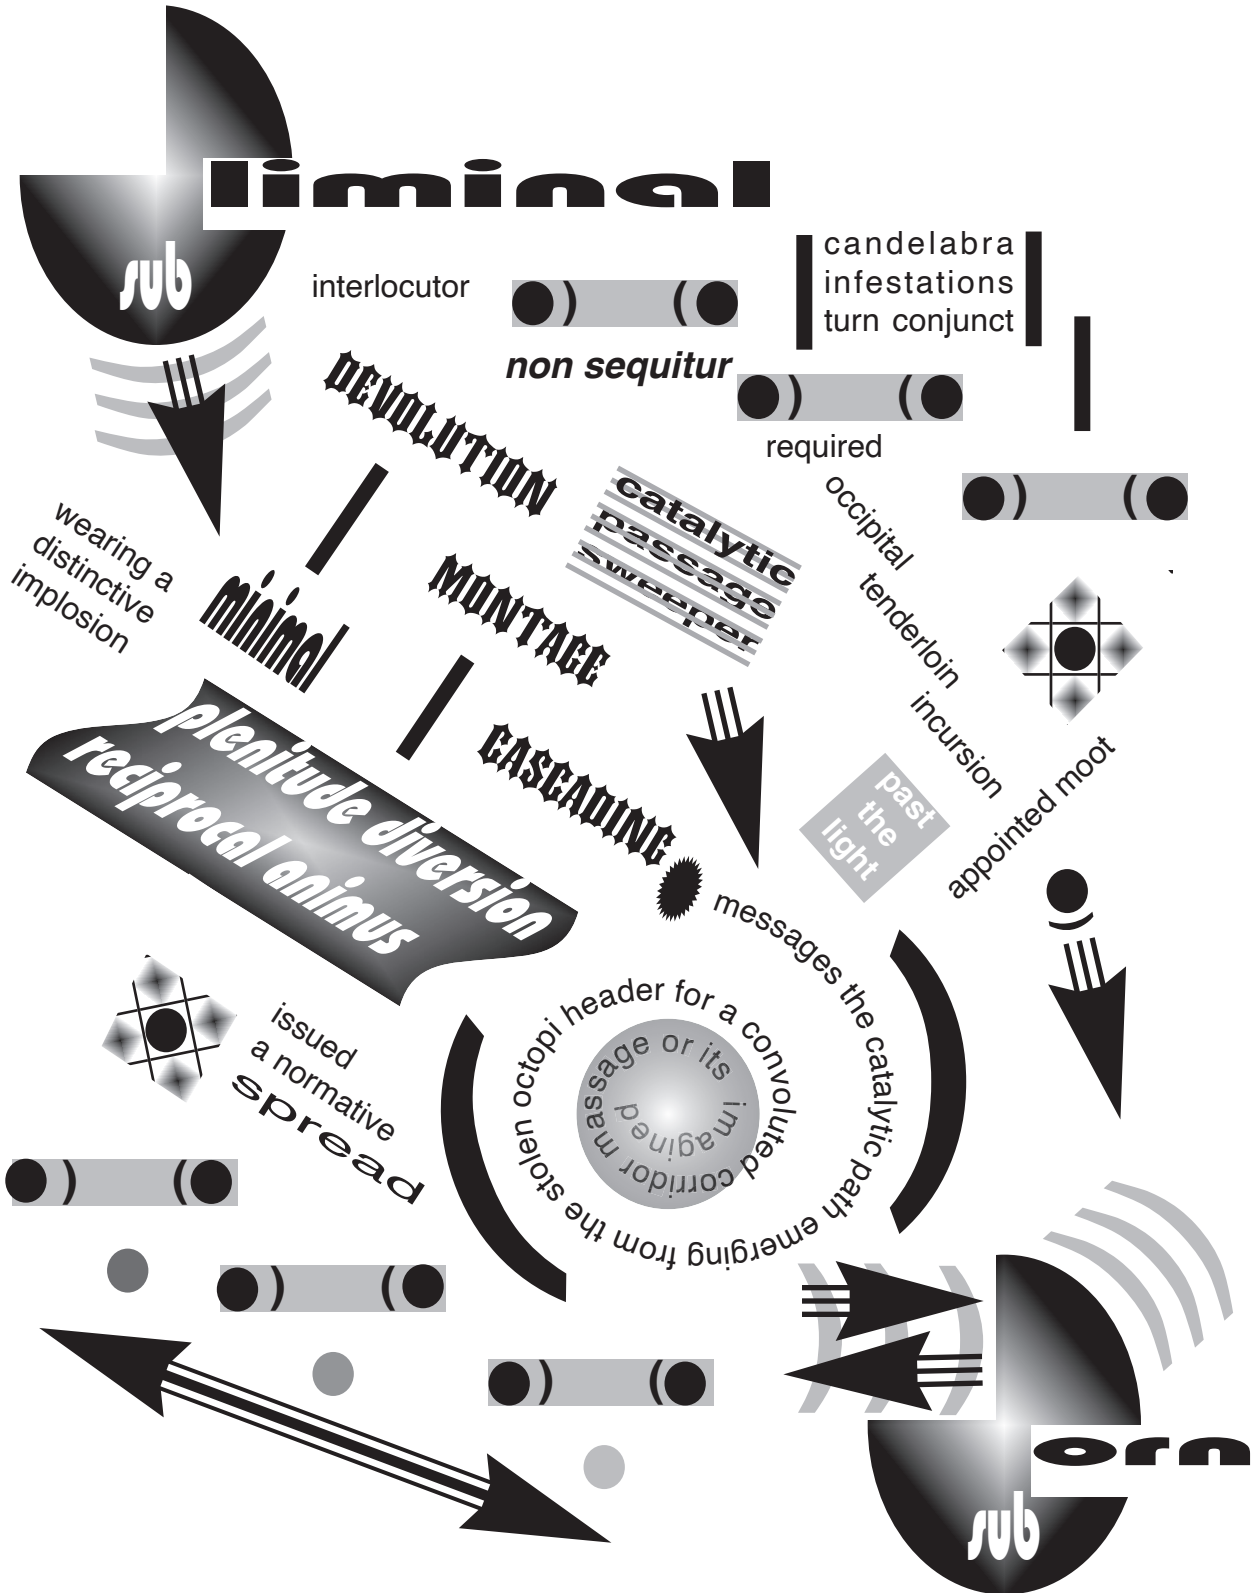 liminal
sub
interlocutor
candelabra
infestations
turn conjunct
non sequitur
required
DEVOLUTION
catalytic
passage
sweeper
occipital
tenderloin
incursion
wearing a
distinctive
implosion
minimal
MONTAGE
CASCADING
plenitude diversion
reciprocal animus
past
the
light
appointed moot
messages the catalytic path emerging from the stolen octopi header for a convoluted corridor massage or its imagined
issued
a normative
spread
orn
sub